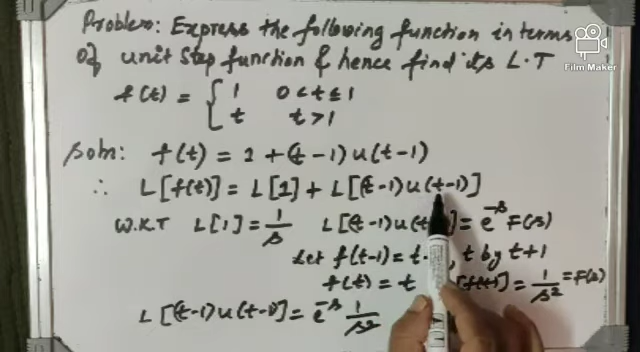 Problem: Express the following function in terms
Of unit step function & hence find its L.T
Film Maker
f(t) = { 1 0<t≤1
t t>1
Soln: f(t) = 1 + (t-1) u(t-1)
∴ L[f(t)] = L[1] + L[(t-1) u(t-1)]
W.K.T L[1] = 1/s L[(t-1) u(t = e^-s F(s)
Let f(t-1) = t- , t by t+1
f(t) = t [f(t)] = 1/s² = F(s)
L[(t-1) u(t-1)] = e^-s 1/s²